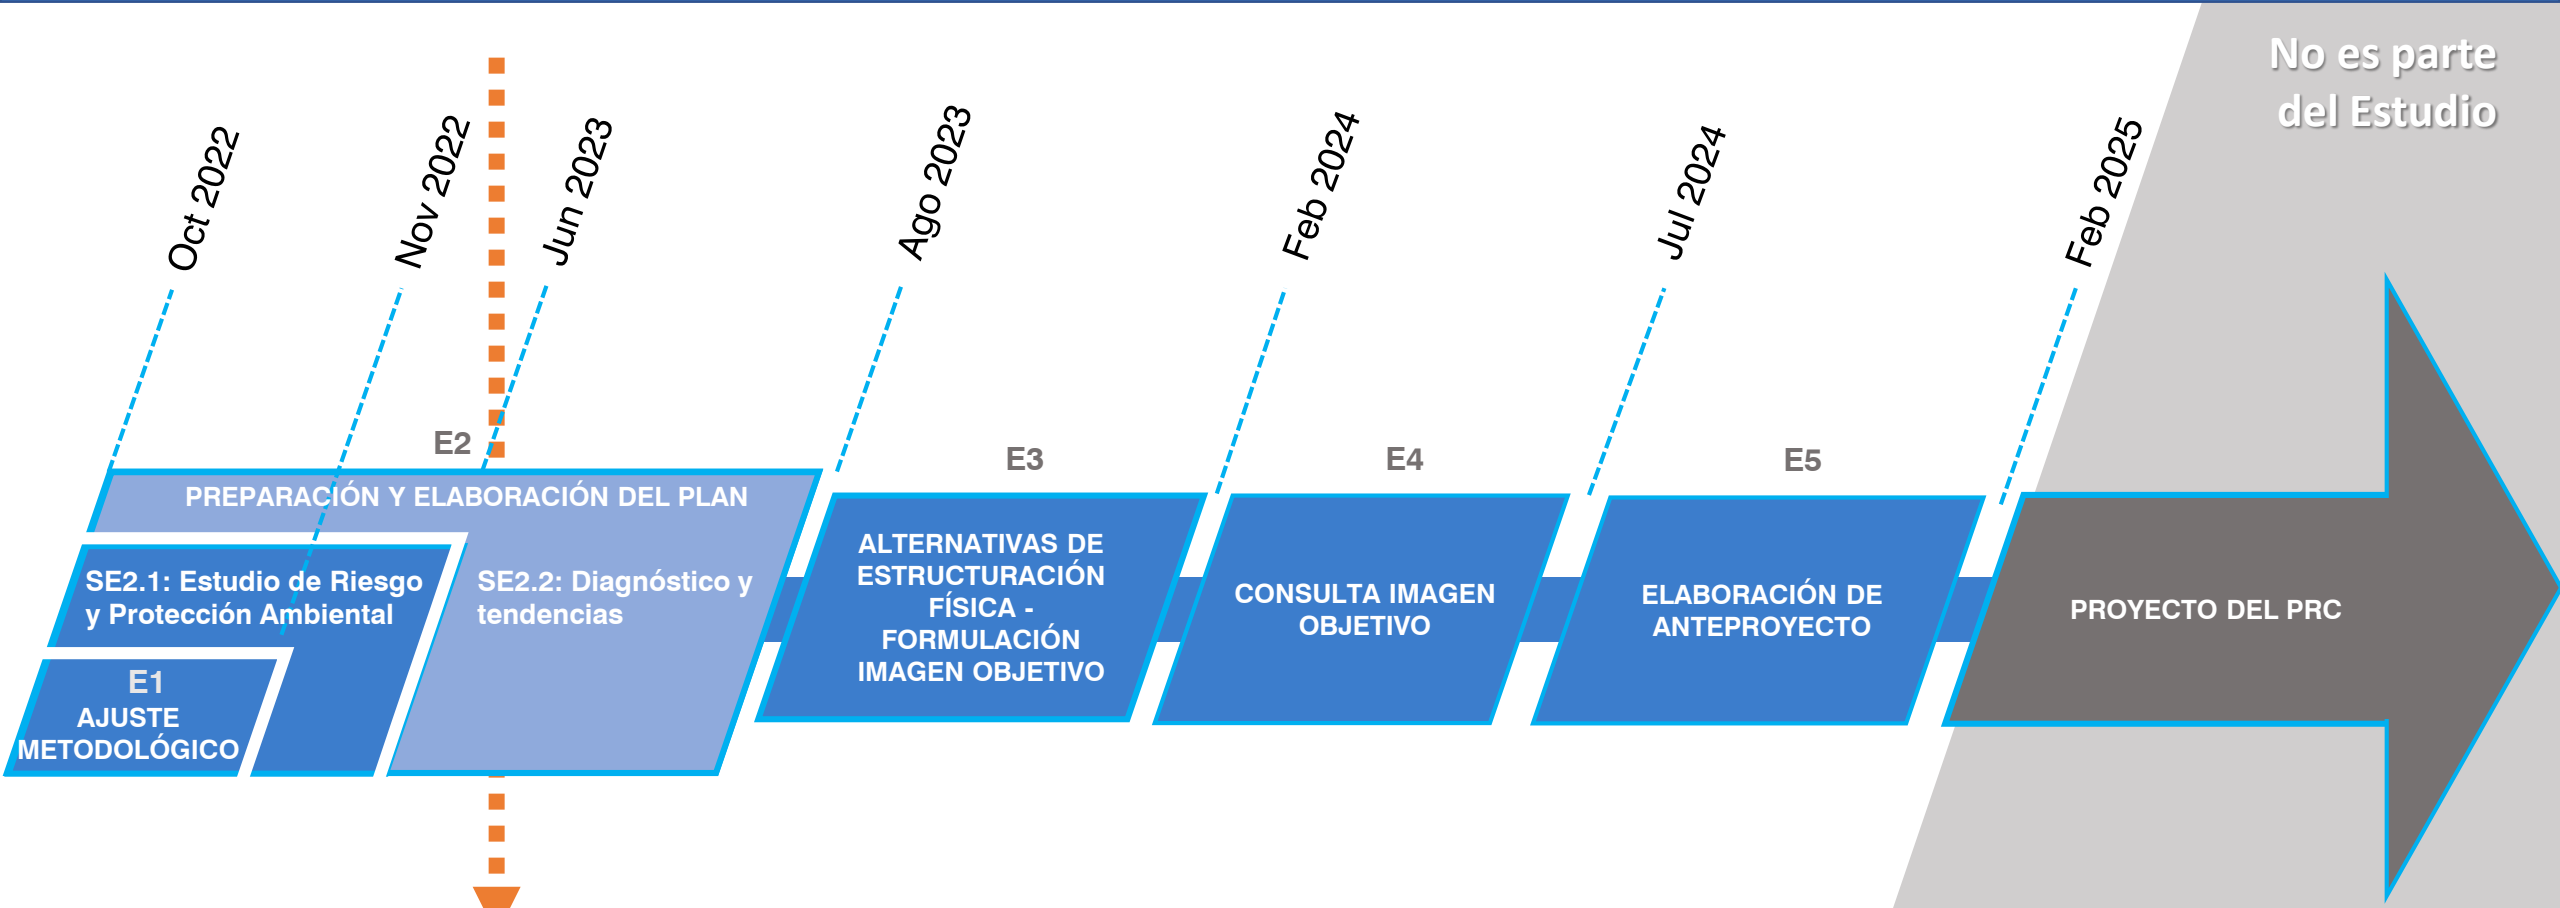 No es parte
del Estudio
Oct 2022
Nov 2022
Jun 2023
Ago 2023
Feb 2024
Jul 2024
Feb 2025
E2
PREPARACIÓN Y ELABORACIÓN DEL PLAN
SE2.1: Estudio de Riesgo
y Protección Ambiental
SE2.2: Diagnóstico y
tendencias
E1
AJUSTE
METODOLÓGICO
E3
ALTERNATIVAS DE
ESTRUCTURACIÓN
FÍSICA -
FORMULACIÓN
IMAGEN OBJETIVO
E4
CONSULTA IMAGEN
OBJETIVO
E5
ELABORACIÓN DE
ANTEPROYECTO
PROYECTO DEL PRC